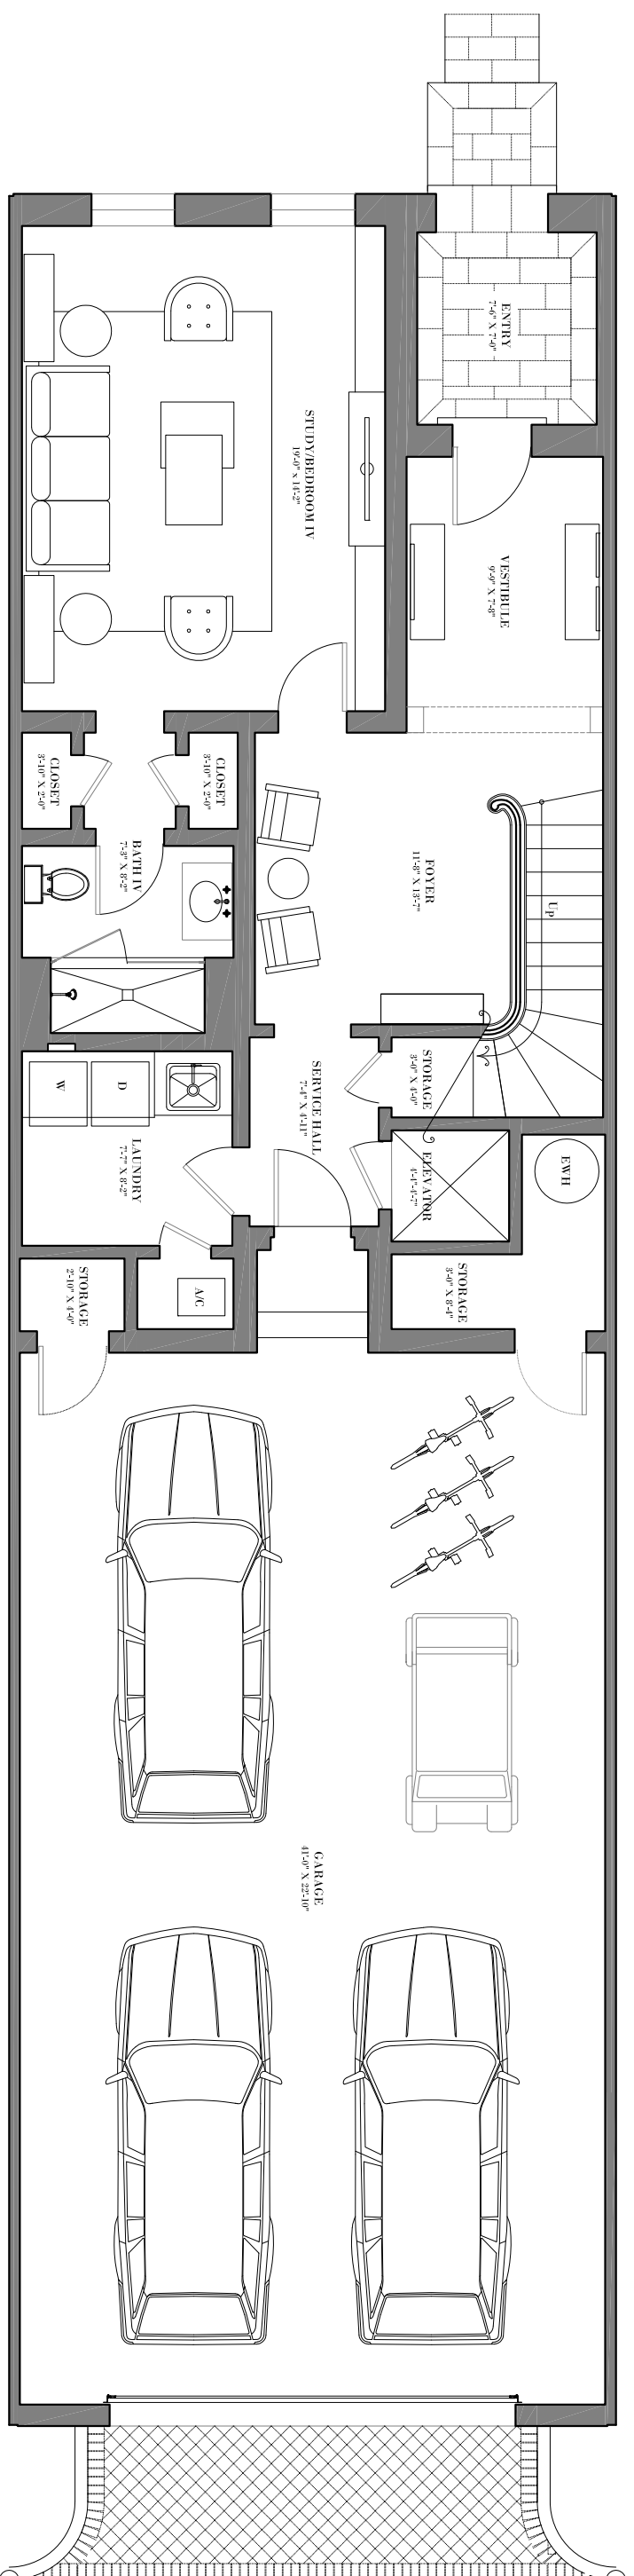 ENTRY
7'-6" X 7'-0"
STUDY/BEDROOM IV
19'-0" x 14'-2"
VESTIBULE
9'-9" X 7'-8"
CLOSET
3'-10" X 2'-0"
CLOSET
3'-10" X 2'-0"
BATH IV
7'-3" X 8'-2"
FOYER
11'-8" X 13'-7"
Up
STORAGE
3'-0" X 4'-0"
SERVICE HALL
7'-4" X 4'-11"
W
D
LAUNDRY
7'-7" X 8'-2"
ELEVATOR
4'-4"-4'-7"
EWH
STORAGE
2'-10" X 4'-0"
A/C
STORAGE
3'-0" X 8'-4"
GARAGE
41'-0" X 22'-10"